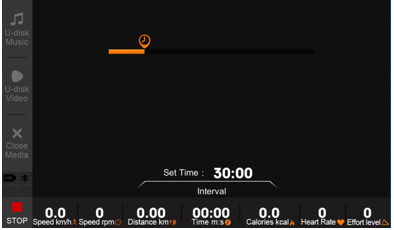 U-disk
Music
U-disk
Video
Close
Media
STOP
Set Time : 30:00
Interval
0.0 0 0.00 00:00 0.0 0 0
Speed km/h Speed rpm Distance km Time m:s Calories kcal Heart Rate Effort level